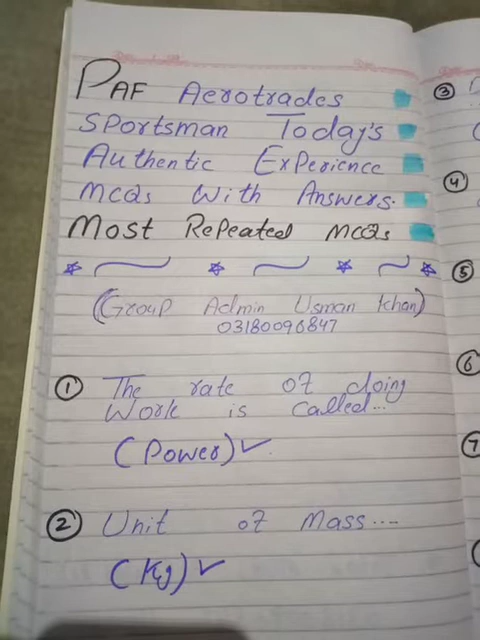 PAF Aerotrades
Sportsman Today's
Authentic Experience
MCQs With Answers.
Most Repeated MCQs
(Group Admin Usman Khan)
03180096847
① The rate of doing
Work is called...
(Power) ✓
② Unit of Mass....
(Kg) ✓
③
④
⑤
⑥
⑦